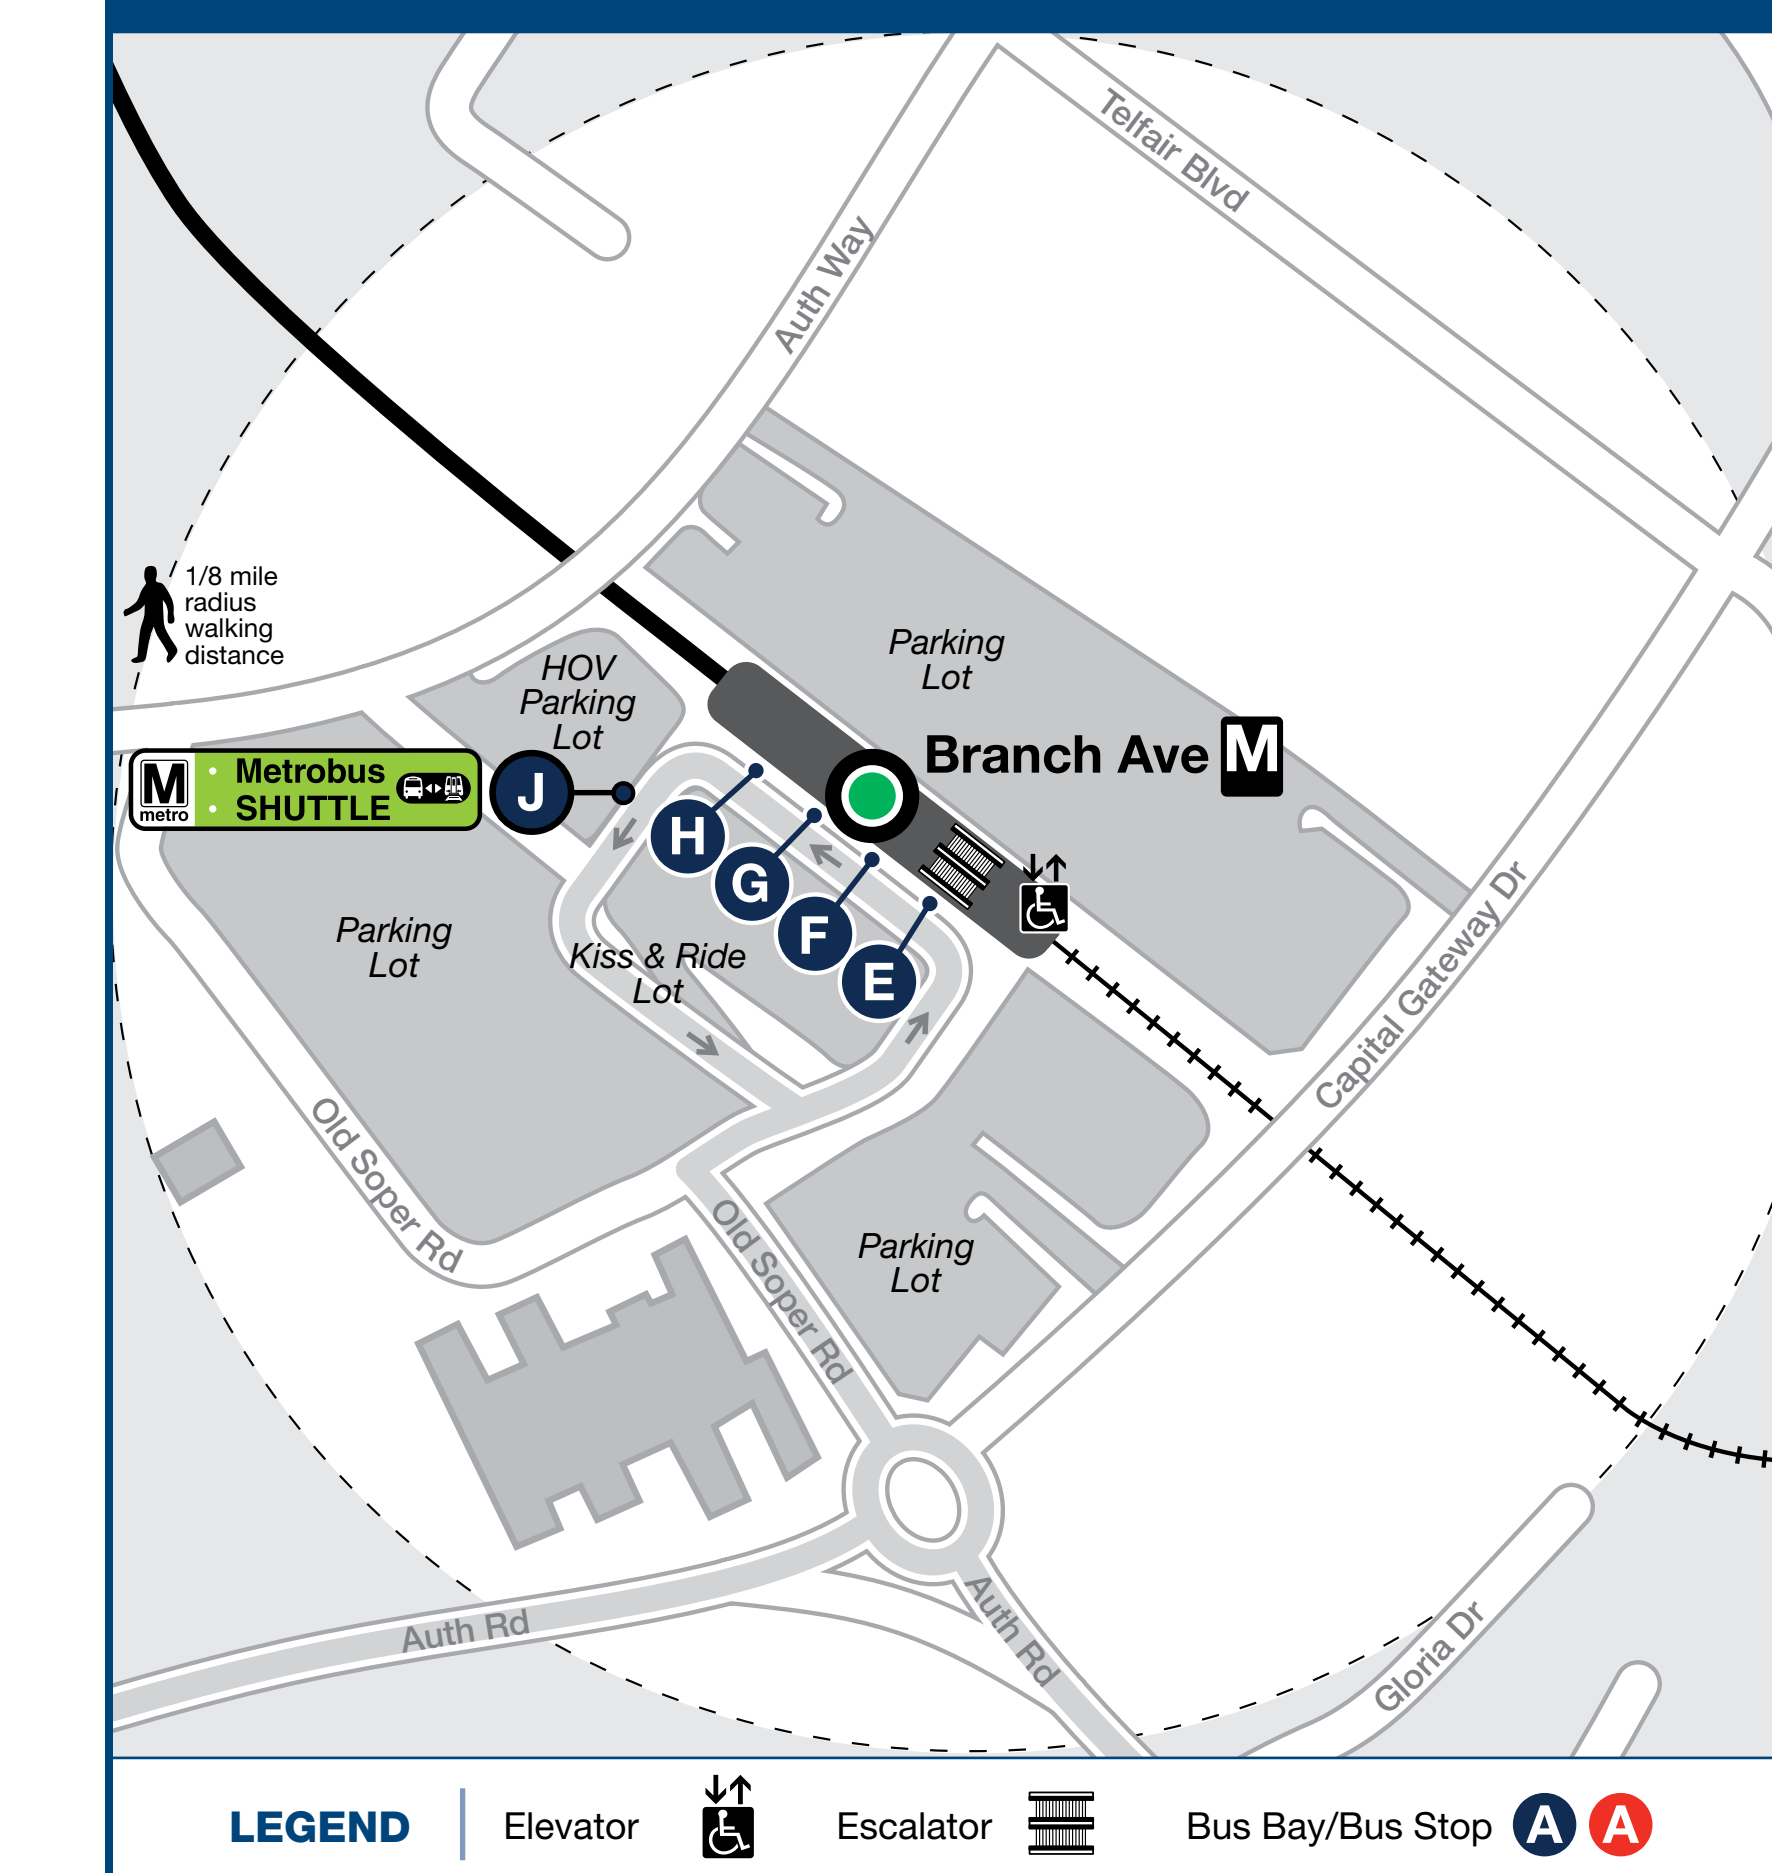 Telfair Blvd
Auth Way
1/8 mile
radius
walking
distance
HOV
Parking
Lot
Parking
Lot
Branch Ave M
M
metro
• Metrobus
• SHUTTLE
J
H
G
F
E
Parking
Lot
Kiss & Ride
Lot
Capital Gateway Dr
Old Soper Rd
Old Soper Rd
Parking
Lot
Auth Rd
Auth Rd
Gloria Dr
LEGEND
Elevator
Escalator
Bus Bay/Bus Stop A A